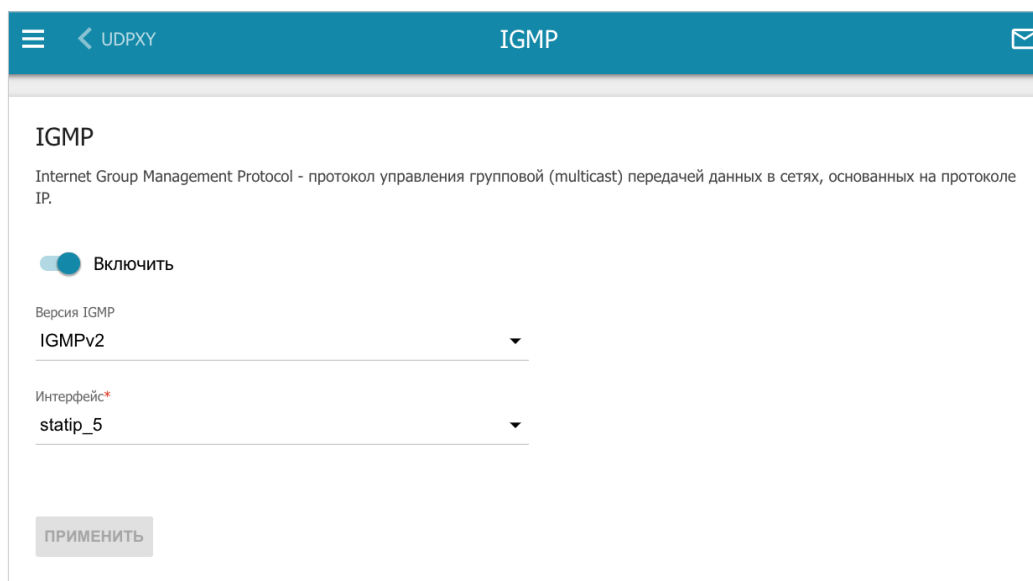 UDPXY
IGMP
IGMP
Internet Group Management Protocol - протокол управления групповой (multicast) передачей данных в сетях, основанных на протоколе
IP.
Включить
Версия IGMP
IGMPv2
Интерфейс*
statip_5
ПРИМЕНИТЬ